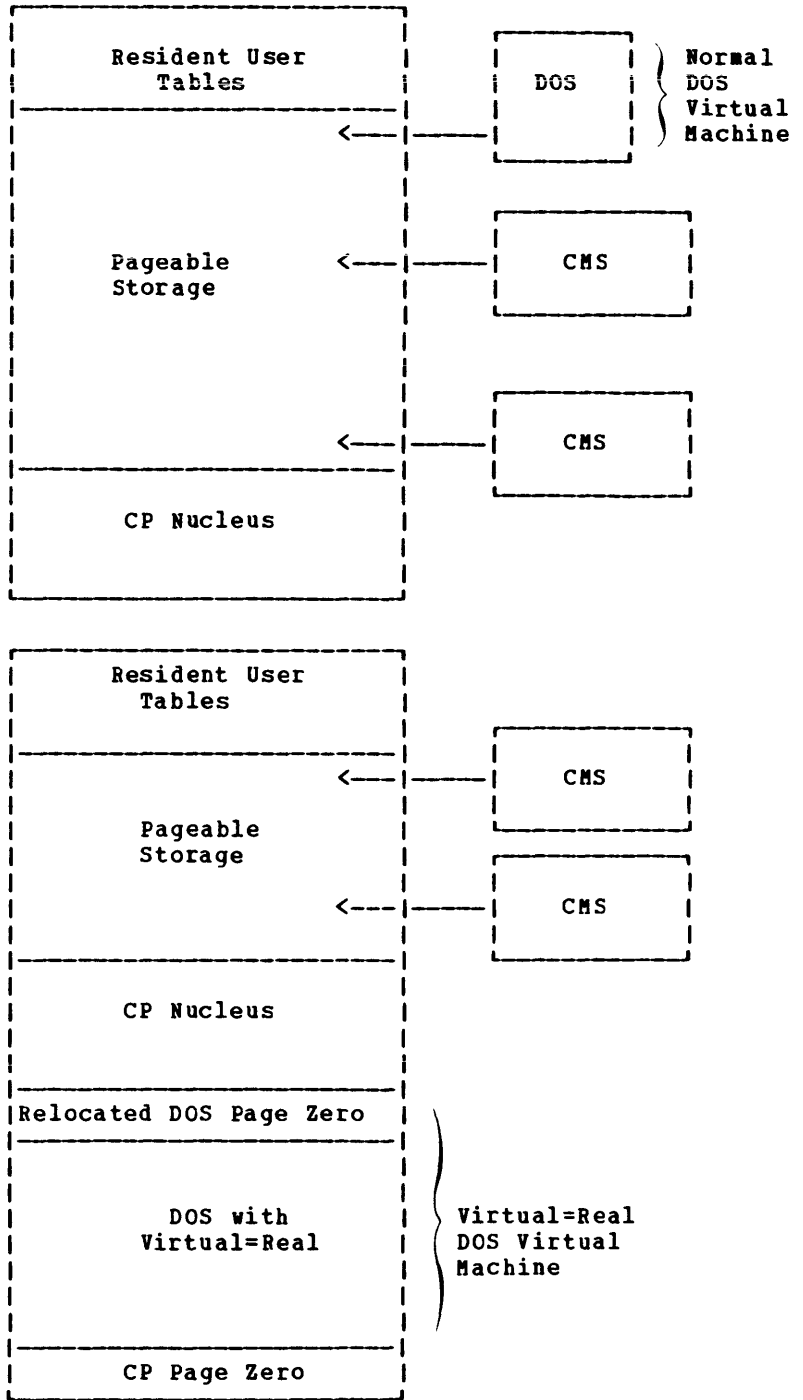 Resident User
Tables
DOS
Normal
DOS
Virtual
Machine
Pageable
Storage
CMS
CMS
CP Nucleus
Resident User
Tables
CMS
Pageable
Storage
CMS
CP Nucleus
Relocated DOS Page Zero
DOS with
Virtual=Real
Virtual=Real
DOS Virtual
Machine
CP Page Zero